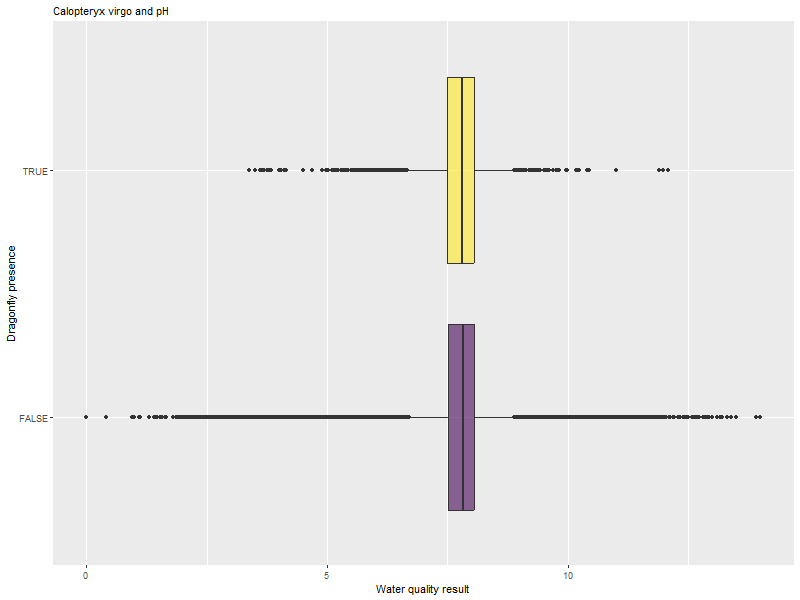 Calopteryx virgo and pH
Dragonfly presence
TRUE
FALSE
0
5
10
Water quality result